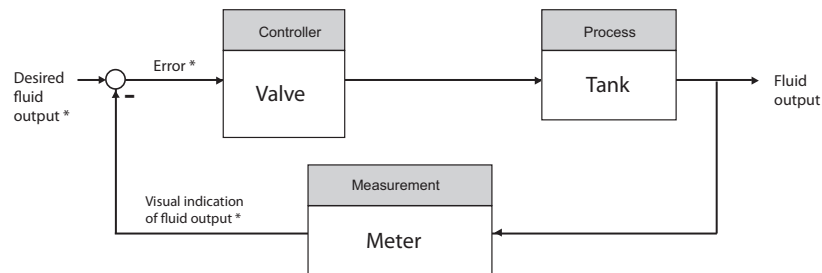 Controller
Process
Desired
fluid
output *
Error *
Valve
Tank
Fluid
output
Visual indication
of fluid output *
Measurement
Meter